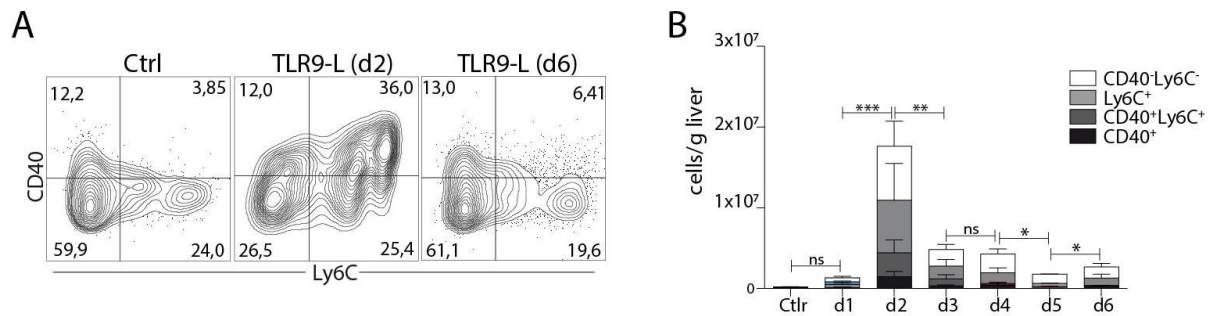 A
Ctrl
TLR9-L (d2)
TLR9-L (d6)
12,2
3,85
12,0
36,0
13,0
6,41
CD40
59,9
24,0
26,5
25,4
61,1
19,6
Ly6C
B
3x10⁷
2x10⁷
1x10⁷
0
cells/g liver
ns
***
**
ns
*
*
CD40⁻Ly6C⁻
Ly6C⁺
CD40⁺Ly6C⁺
CD40⁺
Ctlr d1 d2 d3 d4 d5 d6